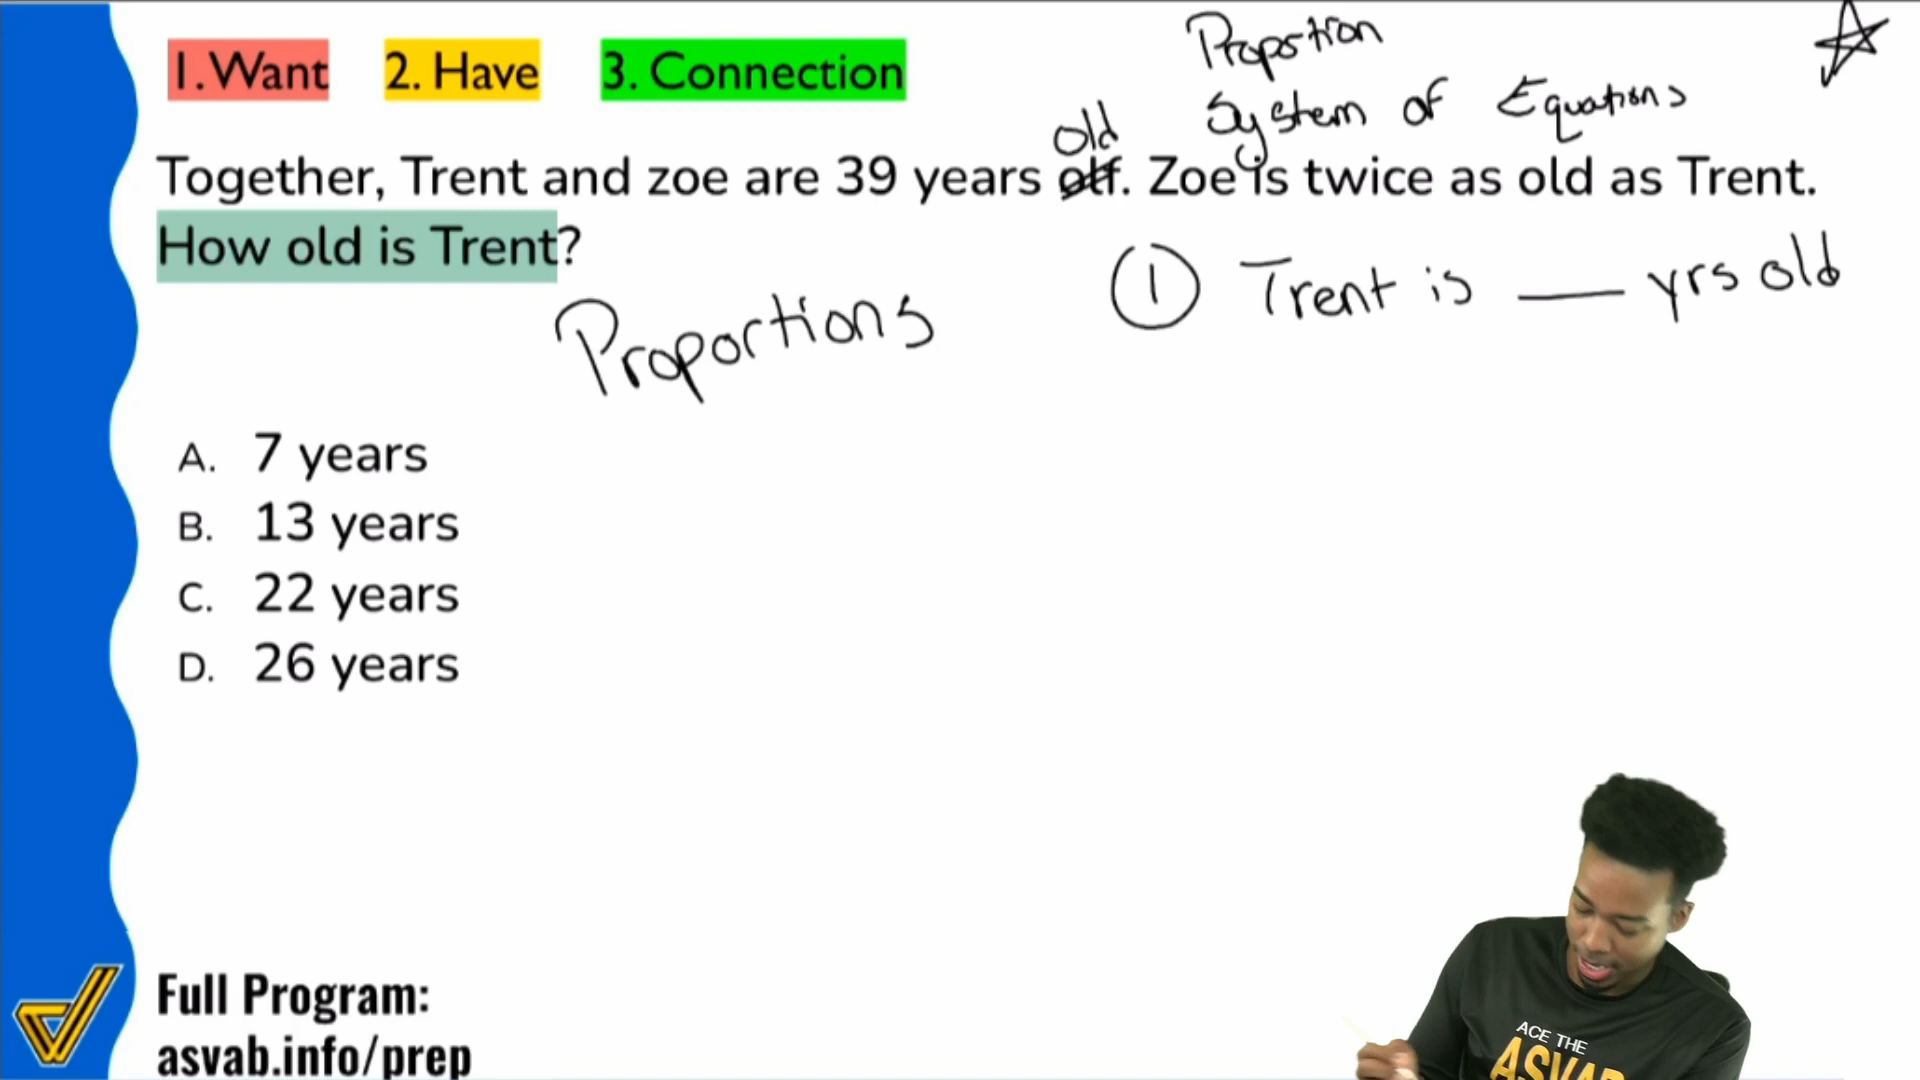 1. Want 2. Have 3. Connection
Proportion
System of Equations
old
Together, Trent and zoe are 39 years olf. Zoe is twice as old as Trent.
How old is Trent?
① Trent is ___ yrs old
Proportions
A. 7 years
B. 13 years
C. 22 years
D. 26 years
Full Program:
asvab.info/prep
ACE THE
ASVAB